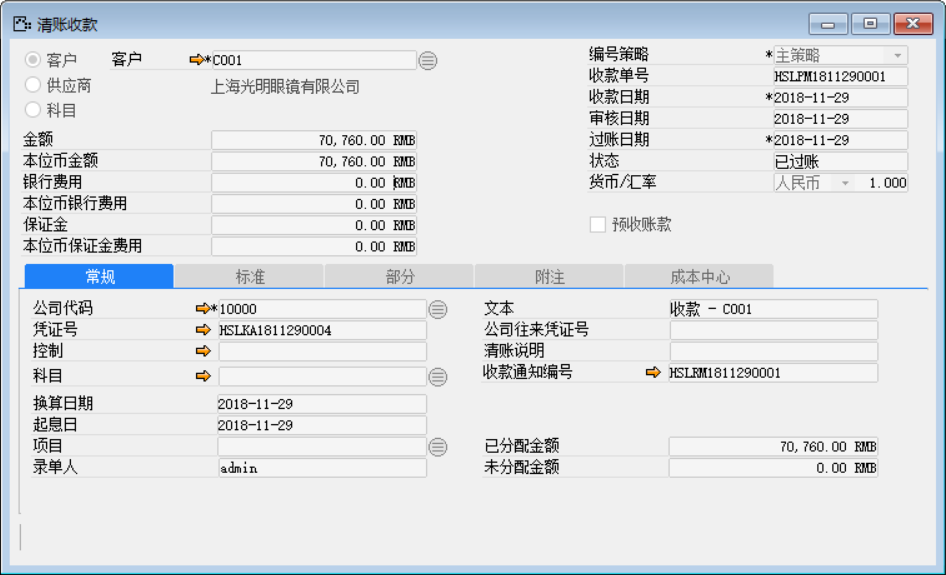 清账收款
客户 客户 *C001
供应商 上海光明眼镜有限公司
科目
金额 70,760.00 RMB
本位币金额 70,760.00 RMB
银行费用 0.00 RMB
本位币银行费用 0.00 RMB
保证金 0.00 RMB
本位币保证金费用 0.00 RMB
编号策略 *主策略
收款单号 HSLPM1811290001
收款日期 *2018-11-29
审核日期 2018-11-29
过账日期 *2018-11-29
状态 已过账
货币/汇率 人民币 1.000
预收账款
常规 标准 部分 附注 成本中心
公司代码 *10000
凭证号 HSLKA1811290004
控制
科目
换算日期 2018-11-29
起息日 2018-11-29
项目
录单人 admin
文本 收款 - C001
公司往来凭证号
清账说明
收款通知编号 HSLRM1811290001
已分配金额 70,760.00 RMB
未分配金额 0.00 RMB